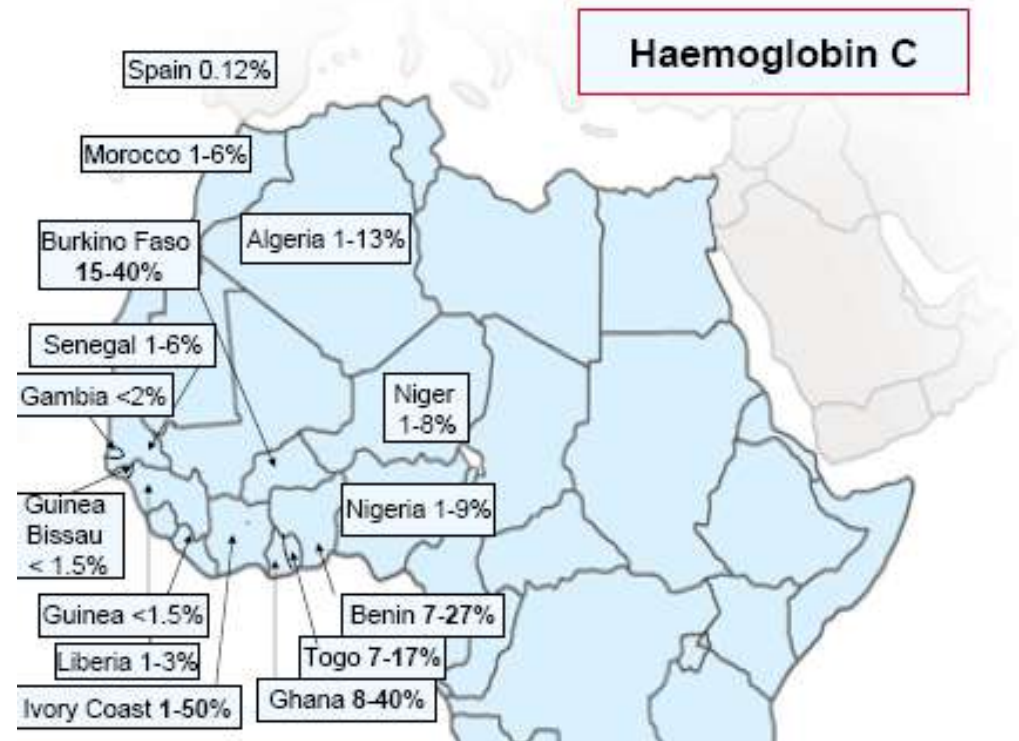 Haemoglobin C
Spain 0.12%
Morocco 1-6%
Burkino Faso
15-40%
Algeria 1-13%
Senegal 1-6%
Gambia <2%
Niger
1-8%
Guinea
Bissau
< 1.5%
Nigeria 1-9%
Guinea <1.5%
Benin 7-27%
Liberia 1-3%
Togo 7-17%
Ivory Coast 1-50%
Ghana 8-40%